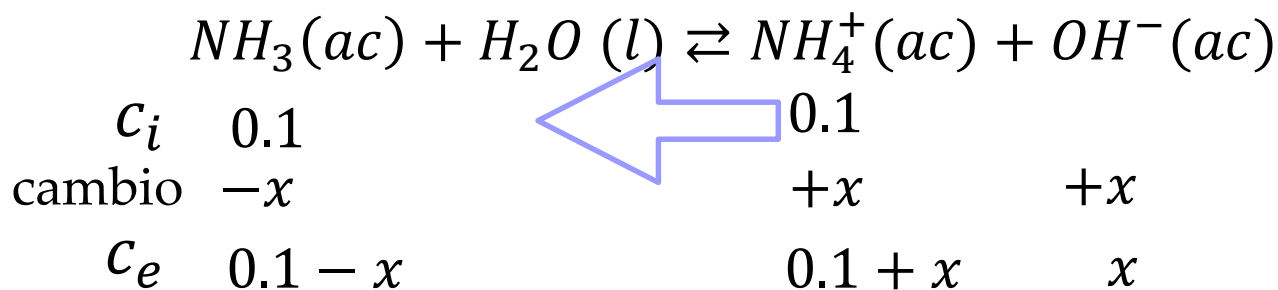 NH₃(ac) + H₂O (l) ⇄ NH₄⁺(ac) + OH⁻(ac)
cᵢ 0.1 0.1
cambio −x +x +x
cₑ 0.1 − x 0.1 + x x